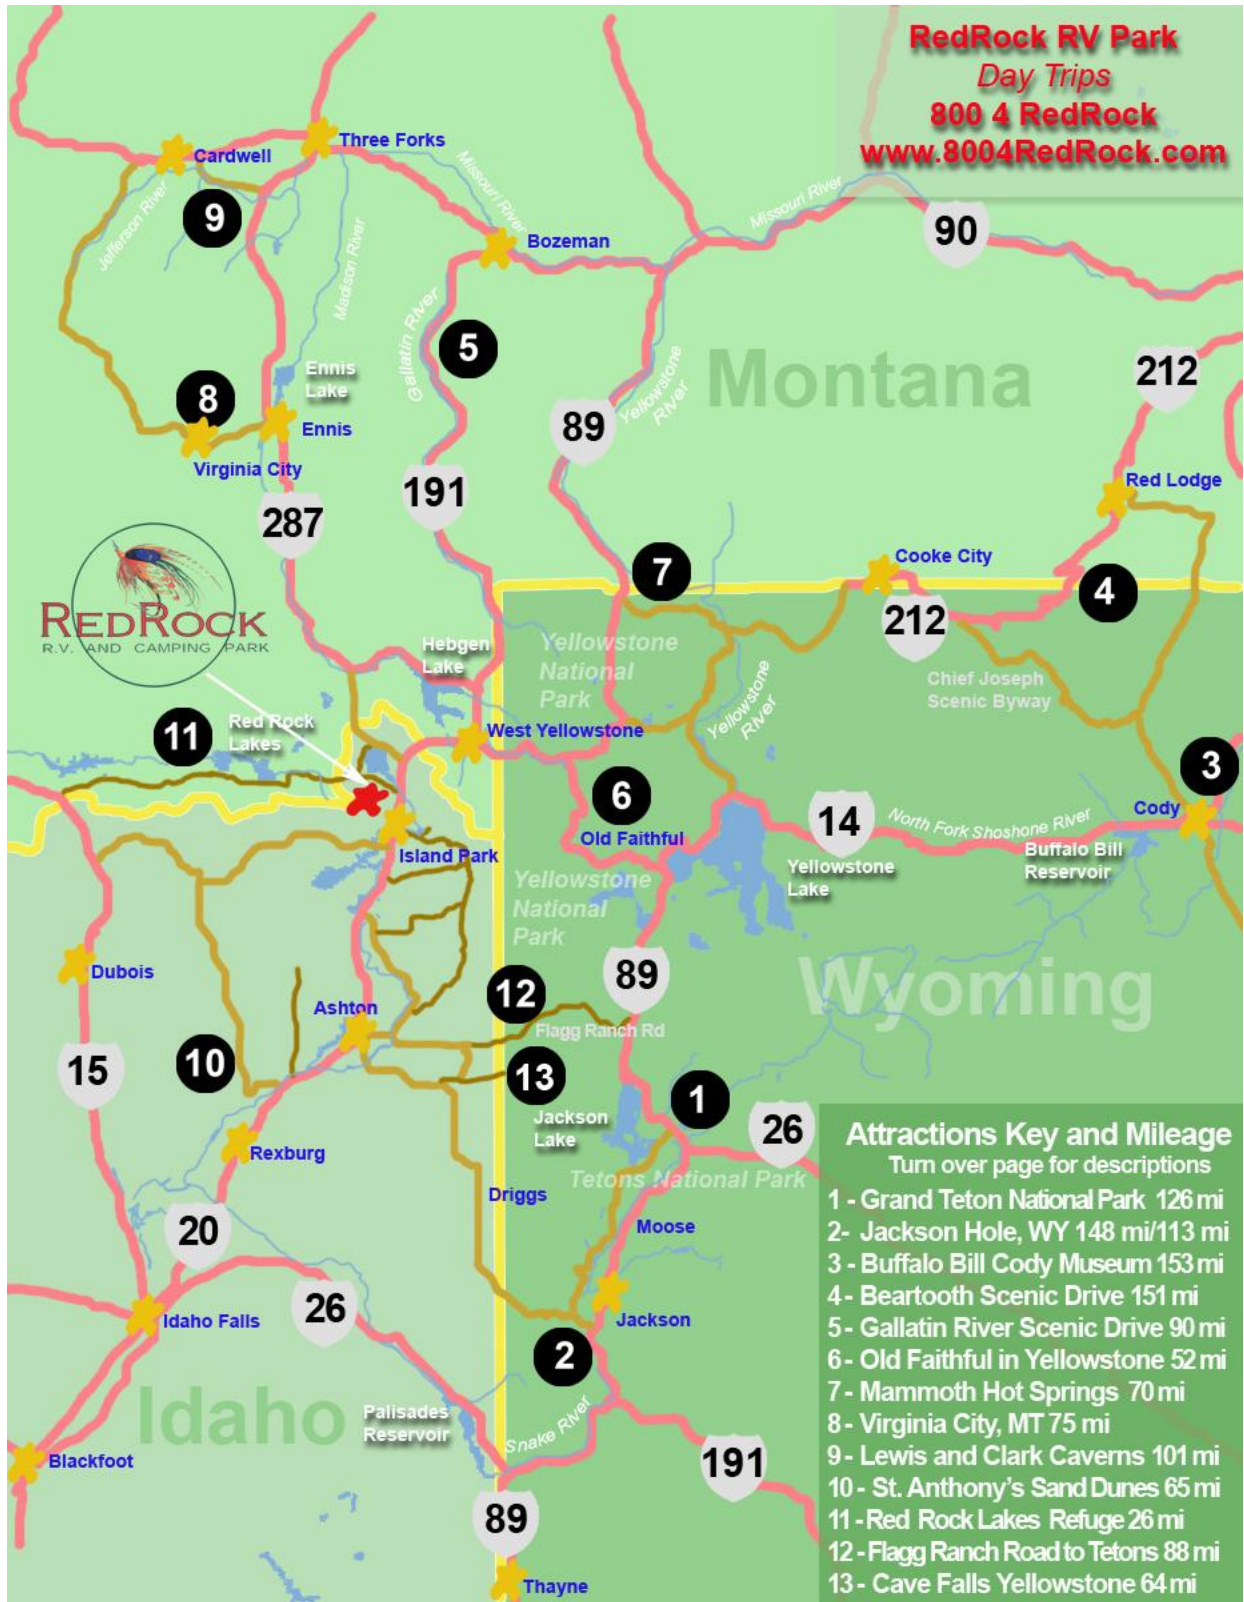 RedRock RV Park
Day Trips
800 4 RedRock
www.8004RedRock.com
Three Forks
Cardwell
Missouri River
Missouri River
Jefferson River
9
Madison River
90
Bozeman
Gallatin River
5
Yellowstone
River
Montana
212
Ennis
Lake
8
89
Ennis
Virginia City
191
Red Lodge
287
7
Cooke City
4
REDROCK
R.V. AND CAMPING PARK
212
Hebgen
Lake
Yellowstone
National
Park
Yellowstone
River
Chief Joseph
Scenic Byway
11
Red Rock
Lakes
West Yellowstone
3
6
14
Cody
Old Faithful
North Fork Shoshone River
Island Park
Yellowstone
Lake
Buffalo Bill
Reservoir
Yellowstone
National
Park
Dubois
89
Wyoming
12
Ashton
Flagg Ranch Rd
15
10
13
1
Jackson
Lake
26
Rexburg
Tetons National Park
Driggs
Moose
20
26
Idaho Falls
Jackson
2
Idaho
Palisades
Reservoir
Snake River
Blackfoot
191
89
Thayne
Attractions Key and Mileage
Turn over page for descriptions
1 - Grand Teton National Park 126 mi
2- Jackson Hole, WY 148 mi/113 mi
3 - Buffalo Bill Cody Museum 153 mi
4 - Beartooth Scenic Drive 151 mi
5 - Gallatin River Scenic Drive 90 mi
6 - Old Faithful in Yellowstone 52 mi
7 - Mammoth Hot Springs 70 mi
8 - Virginia City, MT 75 mi
9 - Lewis and Clark Caverns 101 mi
10 - St. Anthony's Sand Dunes 65 mi
11 - Red Rock Lakes Refuge 26 mi
12 - Flagg Ranch Road to Tetons 88 mi
13 - Cave Falls Yellowstone 64 mi